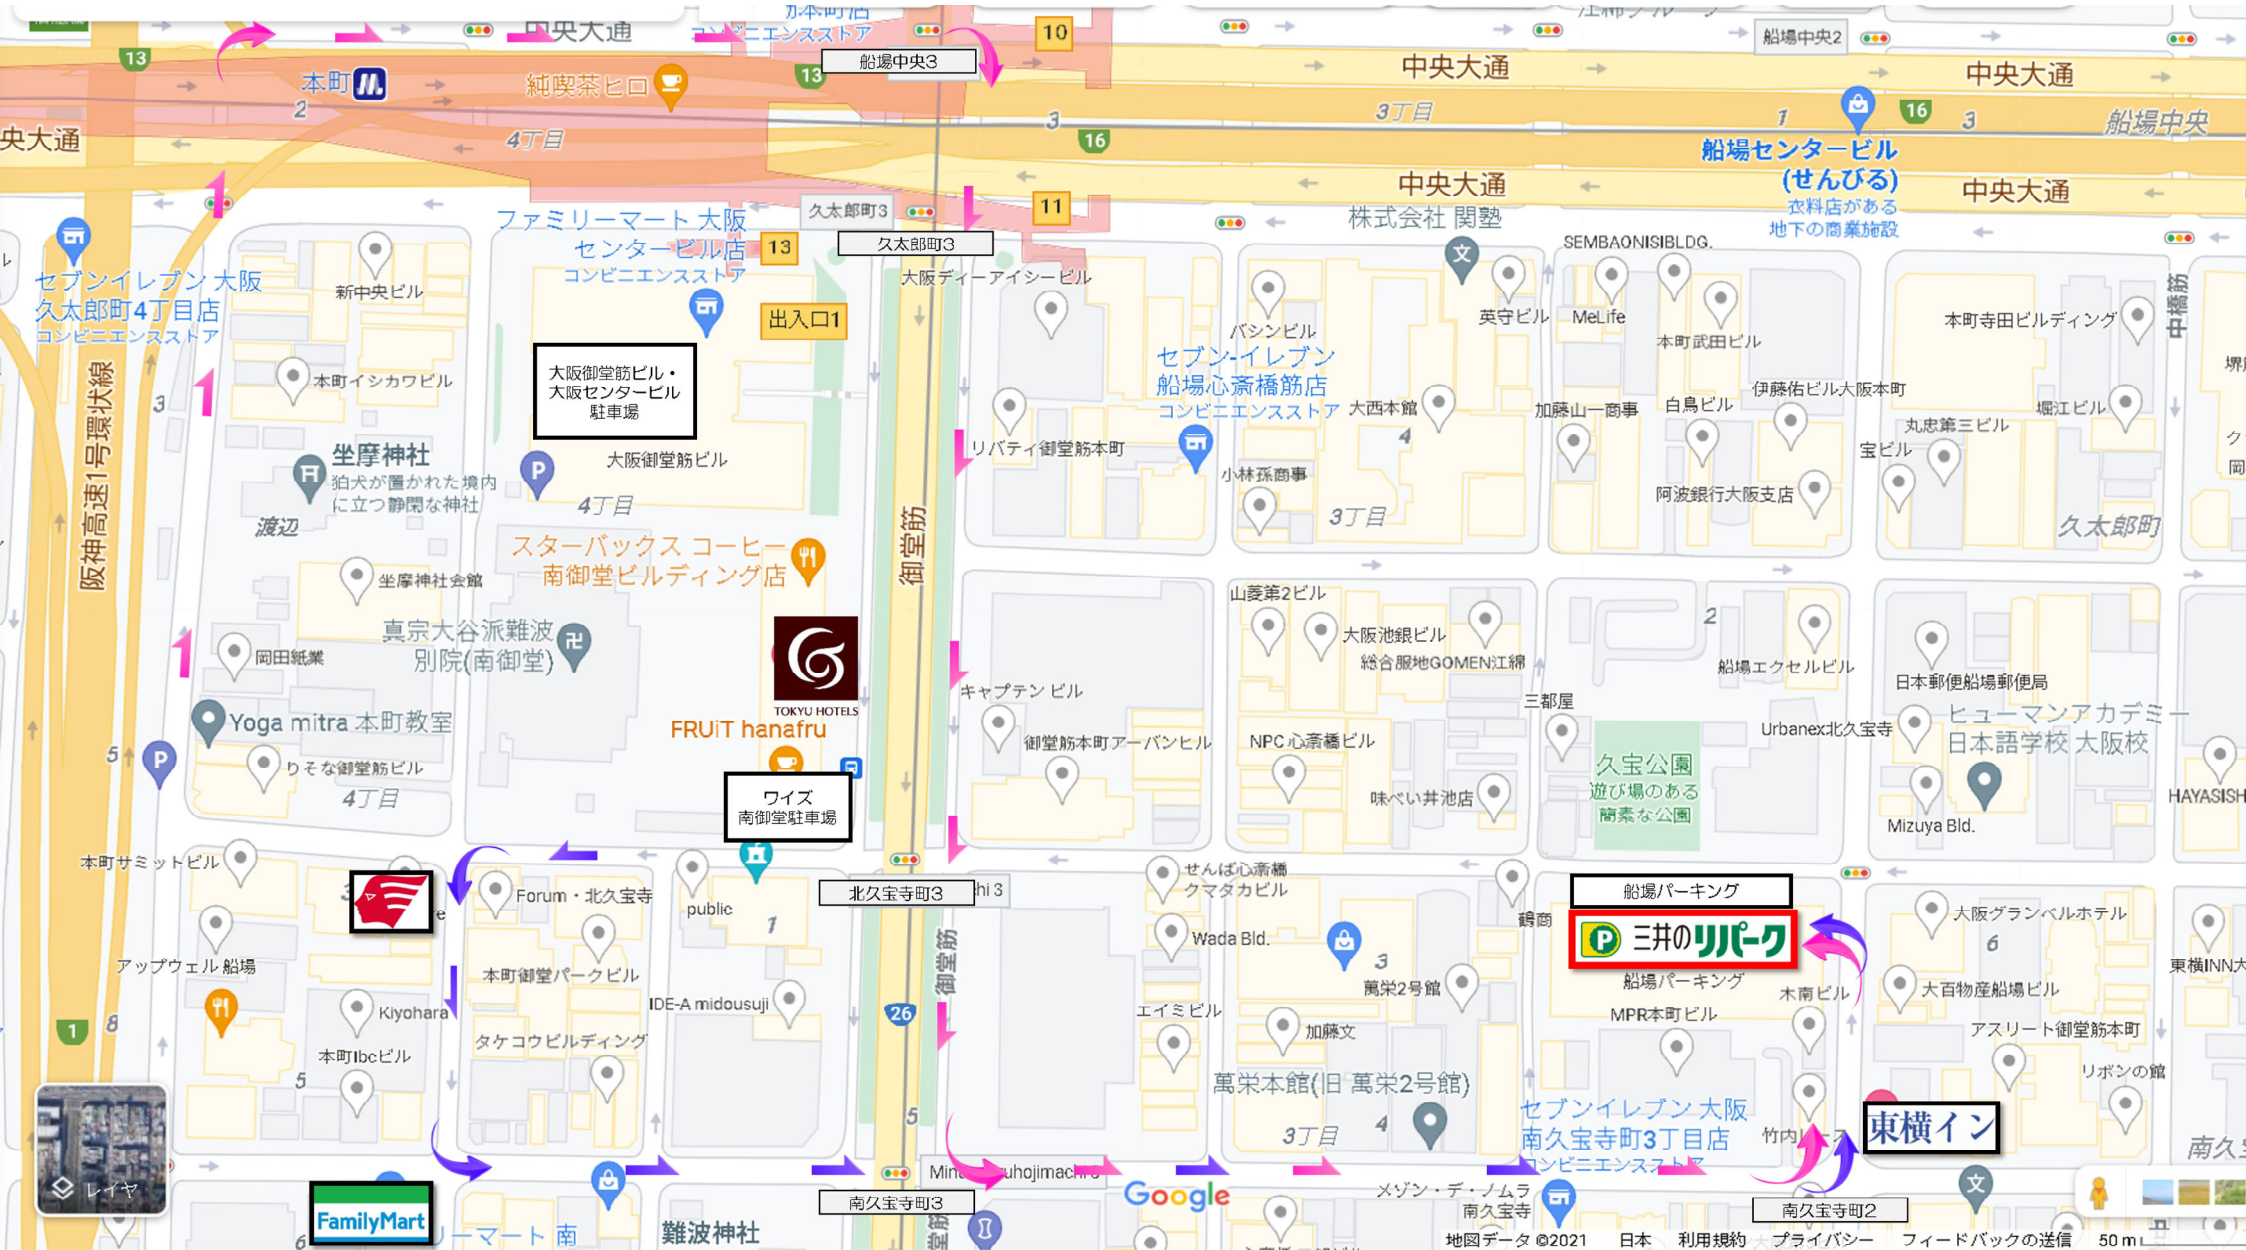 中央大通
コンビニエンスストア
船場中央3
10
船場中央2
13
本町
2
純喫茶ヒロ
13
中央大通
中央大通
3丁目
1
16
3
船場中央
央大通
4丁目
3
16
船場センタービル
(せんびる)
衣料店がある
地下の商業施設
中央大通
中央大通
久太郎町3
11
久太郎町3
ファミリーマート 大阪
センタービル店
コンビニエンスストア
13
出入口1
株式会社 関塾
SEMBAONISIBLDG.
セブンイレブン 大阪
久太郎町4丁目店
コンビニエンスストア
新中央ビル
大阪ディーアイシービル
バシンビル
英守ビル
MeLife
本町武田ビル
本町寺田ビルディング
中橋筋
阪神高速1号環状線
3
本町イシカワビル
大阪御堂筋ビル・
大阪センタービル
駐車場
セブン-イレブン
船場心斎橋筋店
コンビニエンスストア
大西本館
4
加藤山一商事
白鳥ビル
伊藤佑ビル大阪本町
堀江ビル
丸忠第三ビル
宝ビル
坐摩神社
狛犬が置かれた境内
に立つ静閑な神社
渡辺
P
大阪御堂筋ビル
4丁目
リバティ御堂筋本町
小林孫商事
3丁目
阿波銀行大阪支店
久太郎町
御堂筋
スターバックス コーヒー
南御堂ビルディング店
坐摩神社会館
真宗大谷派難波
別院(南御堂)
岡田紙業
TOKYU HOTELS
山菱第2ビル
大阪池銀ビル
総合服地GOMEN江綿
2
船場エクセルビル
日本郵便船場郵便局
キャプテン ビル
三都屋
Yoga mitra 本町教室
FRUiT hanafru
御堂筋本町アーバンヒル
NPC心斎橋ビル
久宝公園
遊び場のある
簡素な公園
Urbanex北久宝寺
ヒューマンアカデミー
日本語学校 大阪校
5
P
りそな御堂筋ビル
4丁目
ワイズ
南御堂駐車場
味べい井池店
Mizuya Bld.
HAYASISH
本町サミットビル
Forum・北久宝寺
public
1
北久宝寺町3
hi 3
せんば心斎橋
クマタカビル
鶴商
船場パーキング
P 三井のリパーク
船場パーキング
大阪グランベルホテル
6
アップウェル 船場
本町御堂パークビル
御堂筋
Wada Bld.
3
萬栄2号館
木南ビル
大百物産船場ビル
東横INN大
Kiyohara
IDE-A midousuji
26
エイミビル
加藤文
MPR本町ビル
アスリート御堂筋本町
1
8
本町Ibcビル
タケコウビルディング
5
萬栄本館(旧 萬栄2号館)
リボンの館
5
3丁目
4
セブンイレブン 大阪
南久宝寺町3丁目店
コンビニエンスストア
東横イン
レイヤ
Google
南久宝寺町3
メゾン・デ・ノムラ
南久宝寺
南久宝寺町2
FamilyMart
リーマート 南
難波神社
6
地図データ ©2021
日本
利用規約
プライバシー
フィードバックの送信
50 m